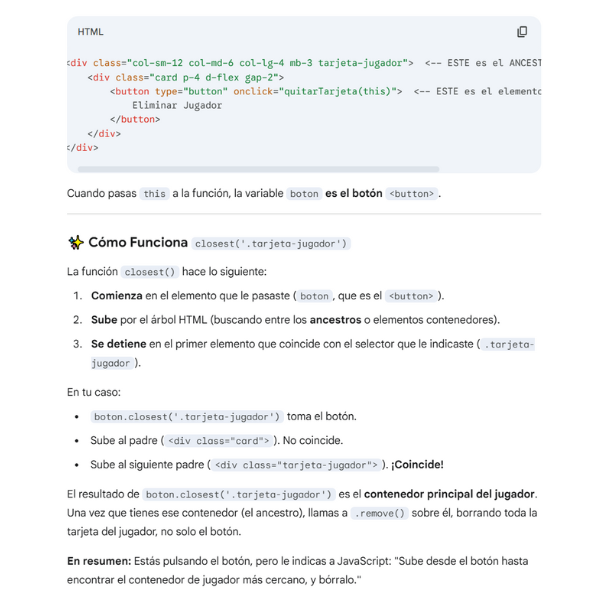 HTML
<div class="col-sm-12 col-md-6 col-lg-4 mb-3 tarjeta-jugador">  <-- ESTE es el ANCEST
<div class="card p-4 d-flex gap-2">
<button type="button" onclick="quitarTarjeta(this)">  <-- ESTE es el elemento
Eliminar Jugador
</button>
</div>
</div>
Cuando pasas this a la función, la variable boton es el botón <button>.
Cómo Funciona closest('.tarjeta-jugador')
La función closest() hace lo siguiente:
1. Comienza en el elemento que le pasaste (boton, que es el <button>).
2. Sube por el árbol HTML (buscando entre los ancestros o elementos contenedores).
3. Se detiene en el primer elemento que coincide con el selector que le indicaste (.tarjeta-
jugador).
En tu caso:
• boton.closest('.tarjeta-jugador') toma el botón.
• Sube al padre (<div class="card">). No coincide.
• Sube al siguiente padre (<div class="tarjeta-jugador">). ¡Coincide!
El resultado de boton.closest('.tarjeta-jugador') es el contenedor principal del jugador.
Una vez que tienes ese contenedor (el ancestro), llamas a .remove() sobre él, borrando toda la
tarjeta del jugador, no solo el botón.
En resumen: Estás pulsando el botón, pero le indicas a JavaScript: "Sube desde el botón hasta
encontrar el contenedor de jugador más cercano, y bórralo."